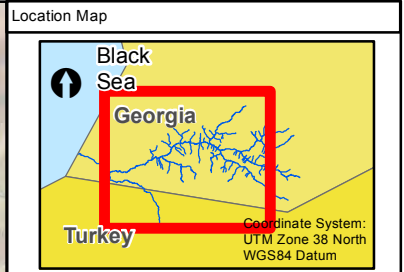 Location Map
Black
Sea
Georgia
Turkey
Coordinate System:
UTM Zone 38 North
WGS84 Datum